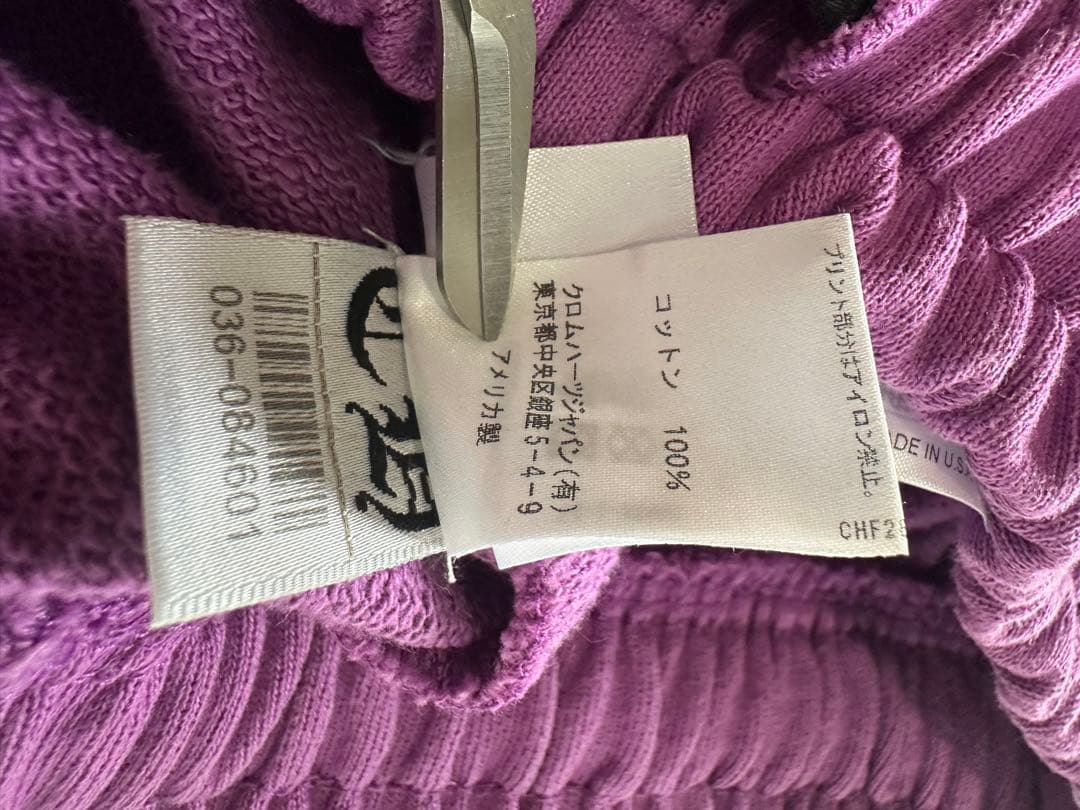 プリント部分はアイロン禁止。
CHF2
コットン 100%
クロムハーツジャパン(有)
東京都中央区銀座5-4-9
アメリカ製
036-0846001
DE IN U.S.